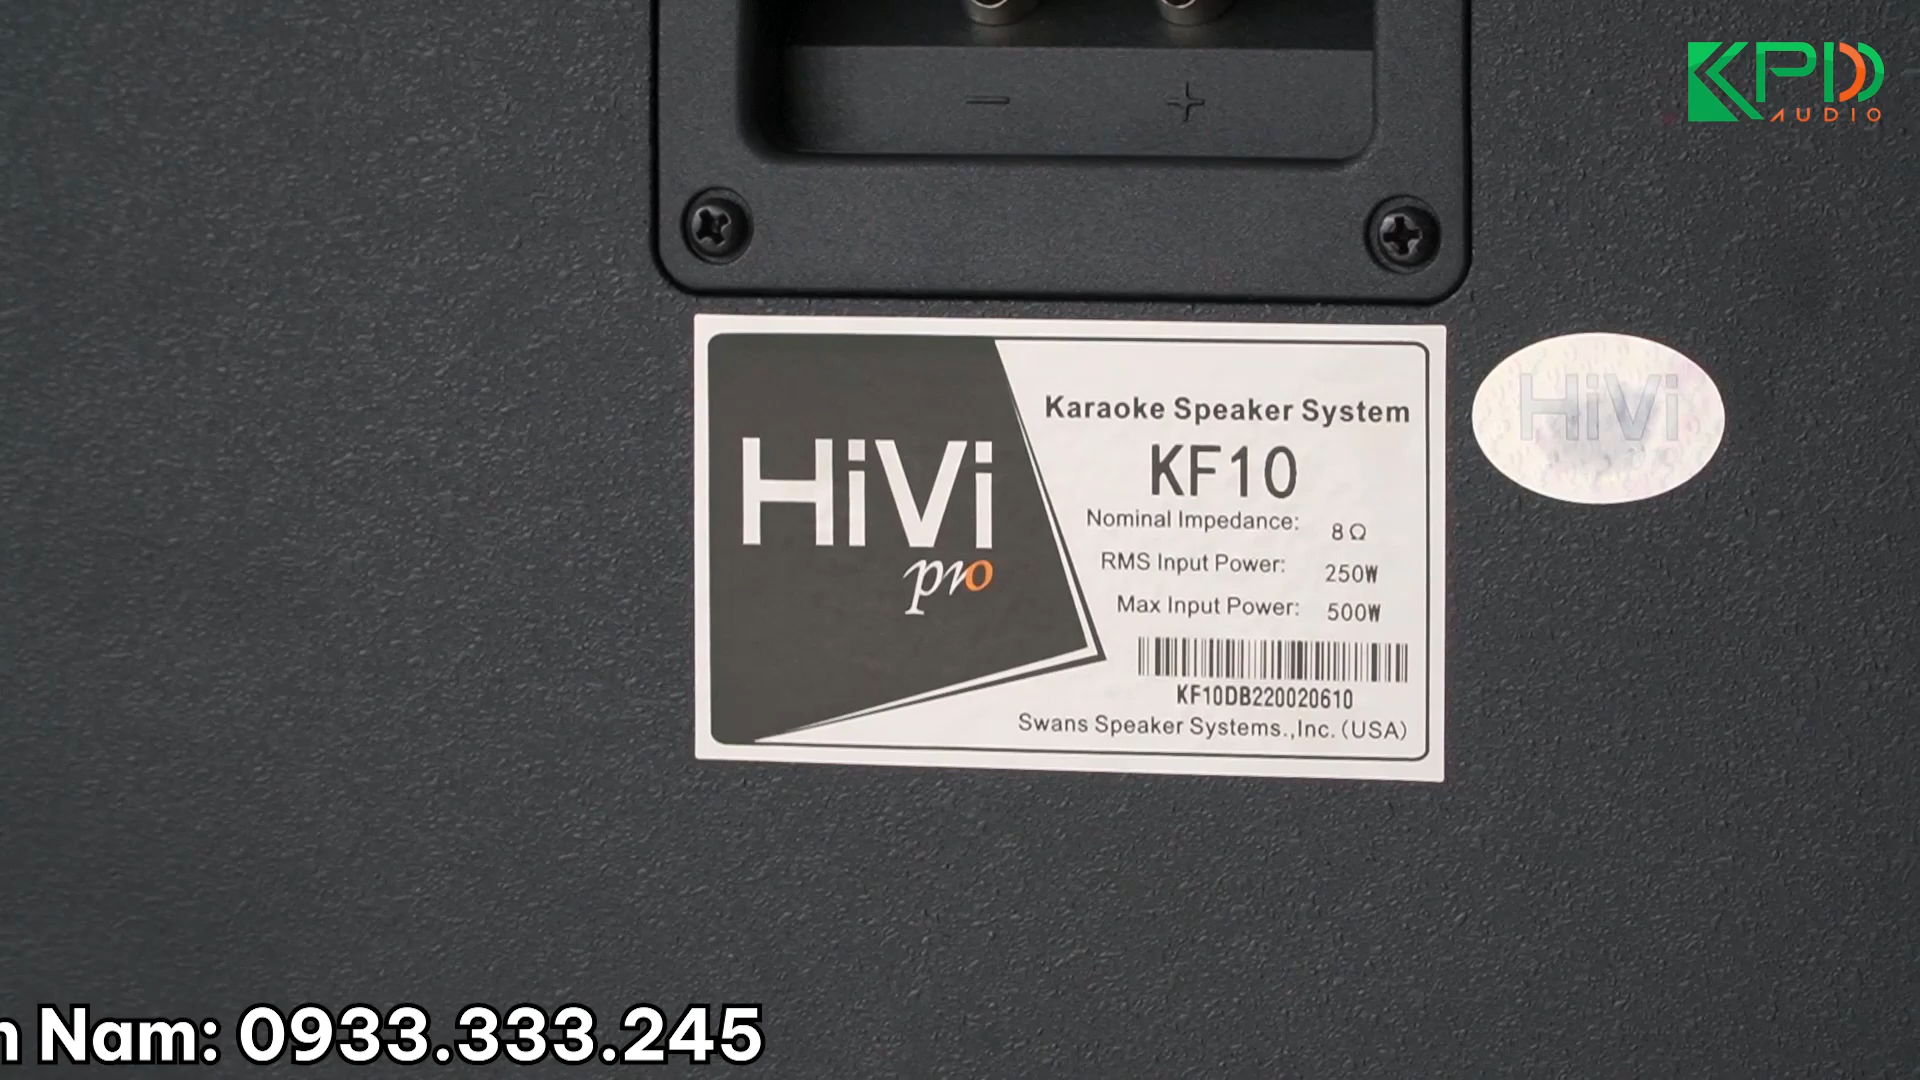 KPD
AUDIO
− +
Karaoke Speaker System
KF10
HiVi
pro
Nominal Impedance: 8Ω
RMS Input Power: 250W
Max Input Power: 500W
KF10DB220020610
Swans Speaker Systems.,Inc.(USA)
HiVi
Nam: 0933.333.245